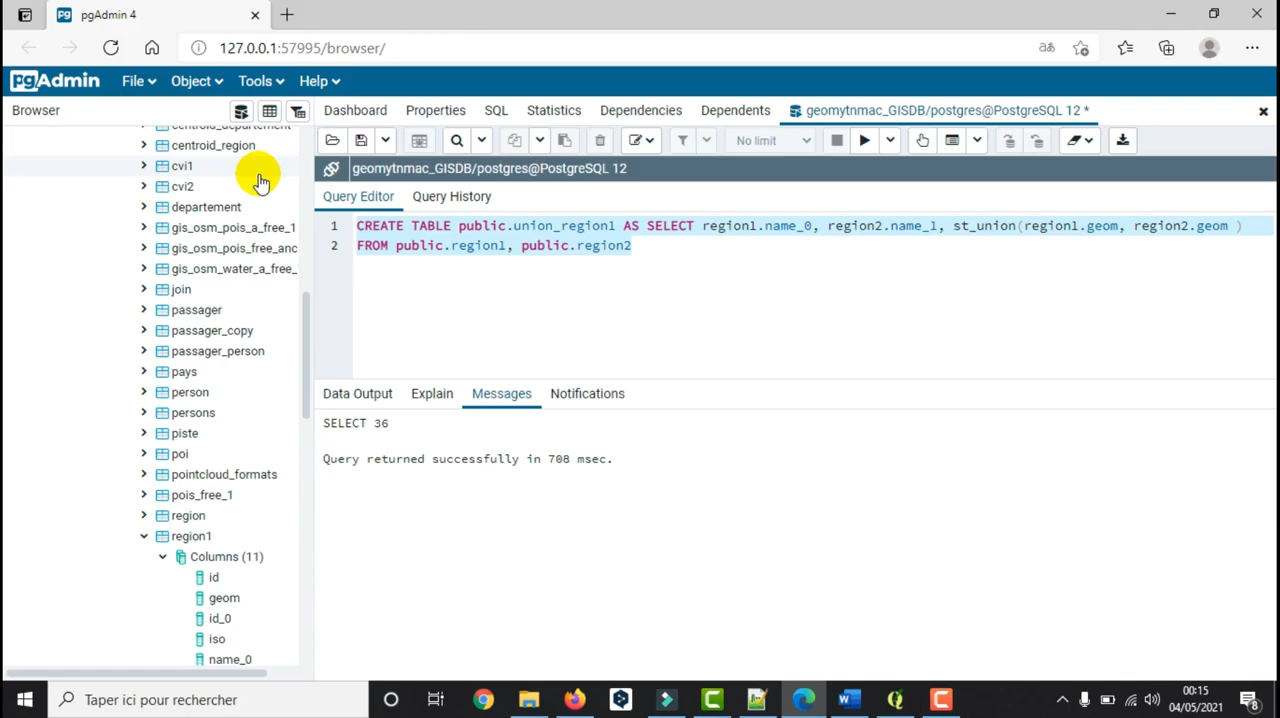 pgAdmin 4
127.0.0.1:57995/browser/
pgAdmin File Object Tools Help
Browser
Dashboard Properties SQL Statistics Dependencies Dependents geomytnmac_GISDB/postgres@PostgreSQL 12 *
No limit
geomytnmac_GISDB/postgres@PostgreSQL 12
Query Editor Query History
1 CREATE TABLE public.union_region1 AS SELECT region1.name_0, region2.name_1, st_union(region1.geom, region2.geom )
2 FROM public.region1, public.region2
centroid_departement
centroid_region
cvi1
cvi2
departement
gis_osm_pois_a_free_1
gis_osm_pois_free_anc
gis_osm_water_a_free_
join
passager
passager_copy
passager_person
pays
person
persons
piste
poi
pointcloud_formats
pois_free_1
region
region1
Columns (11)
id
geom
id_0
iso
name_0
Data Output Explain Messages Notifications
SELECT 36
Query returned successfully in 708 msec.
Taper ici pour rechercher
00:15
04/05/2021
8